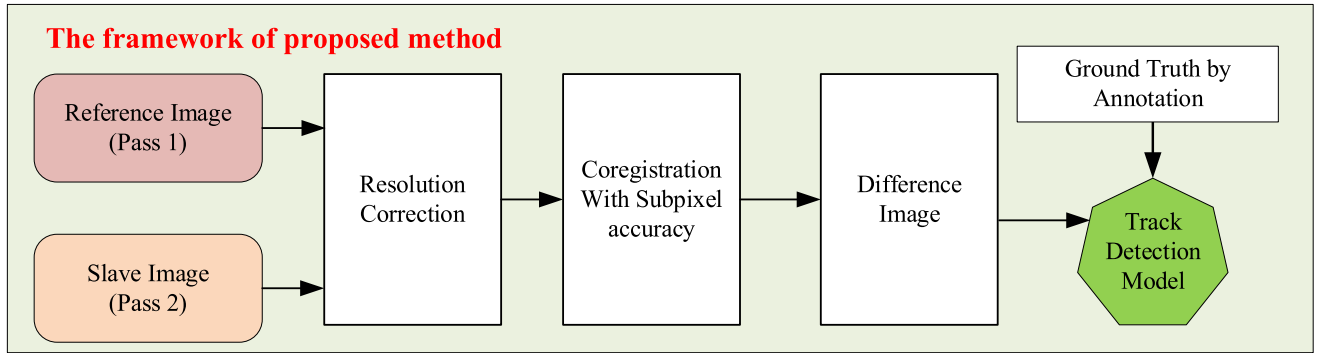 The framework of proposed method
Reference Image
(Pass 1)
Slave Image
(Pass 2)
Resolution
Correction
Coregistration
With Subpixel
accuracy
Difference
Image
Ground Truth by
Annotation
Track
Detection
Model